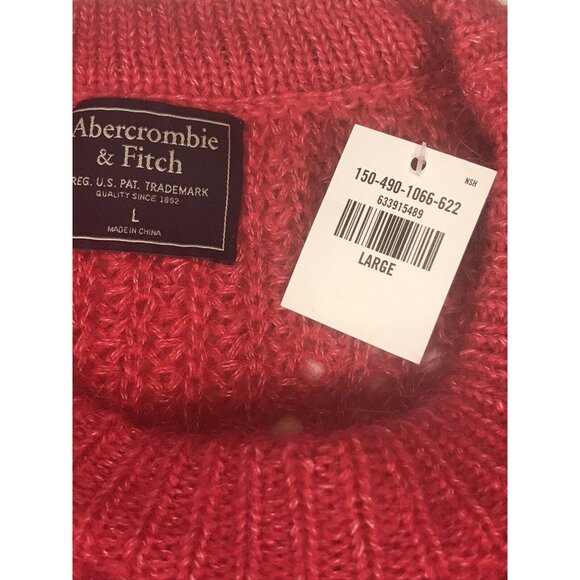 Abercrombie
& Fitch
REG. U.S. PAT. TRADEMARK
QUALITY SINCE 1892
L
MADE IN CHINA
NSH
150-490-1066-622
633915489
LARGE